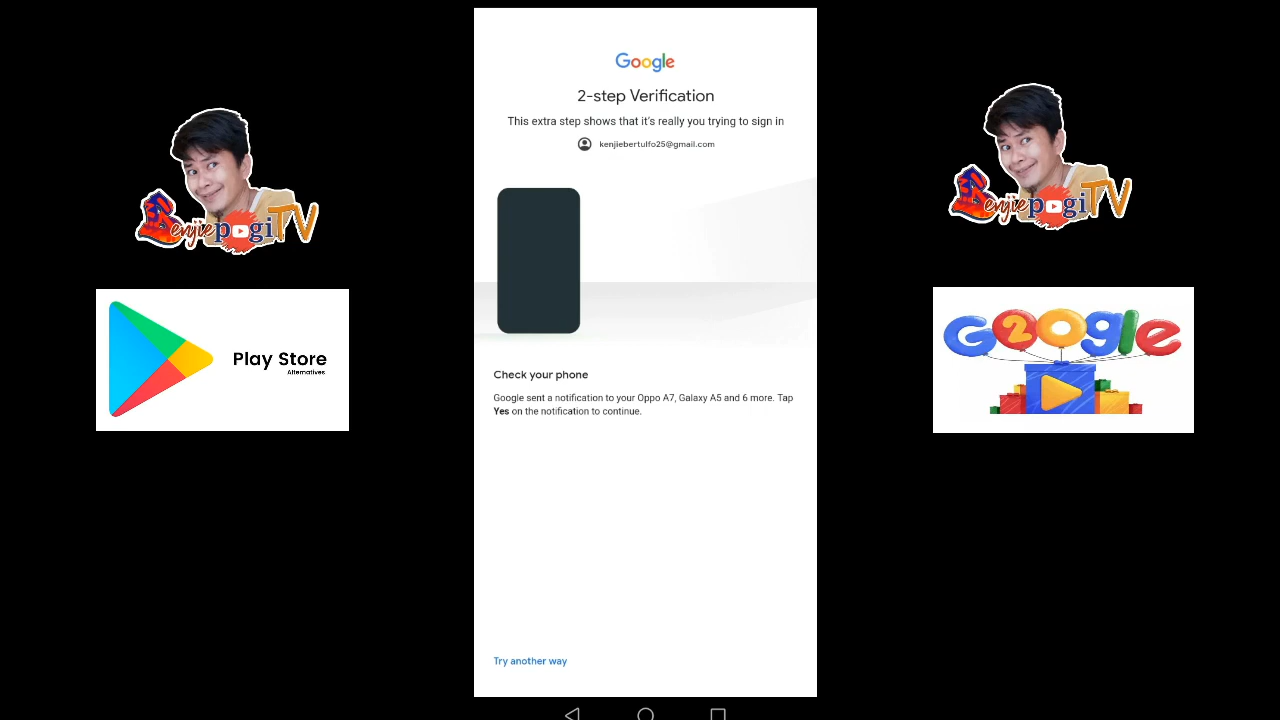 Google
2-step Verification
This extra step shows that it's really you trying to sign in
kenjiebertulfo25@gmail.com
KenjiepogiTV
KenjiepogiTV
Play Store
Alternatives
G2OgIe
Check your phone
Google sent a notification to your Oppo A7, Galaxy A5 and 6 more. Tap
Yes on the notification to continue.
Try another way